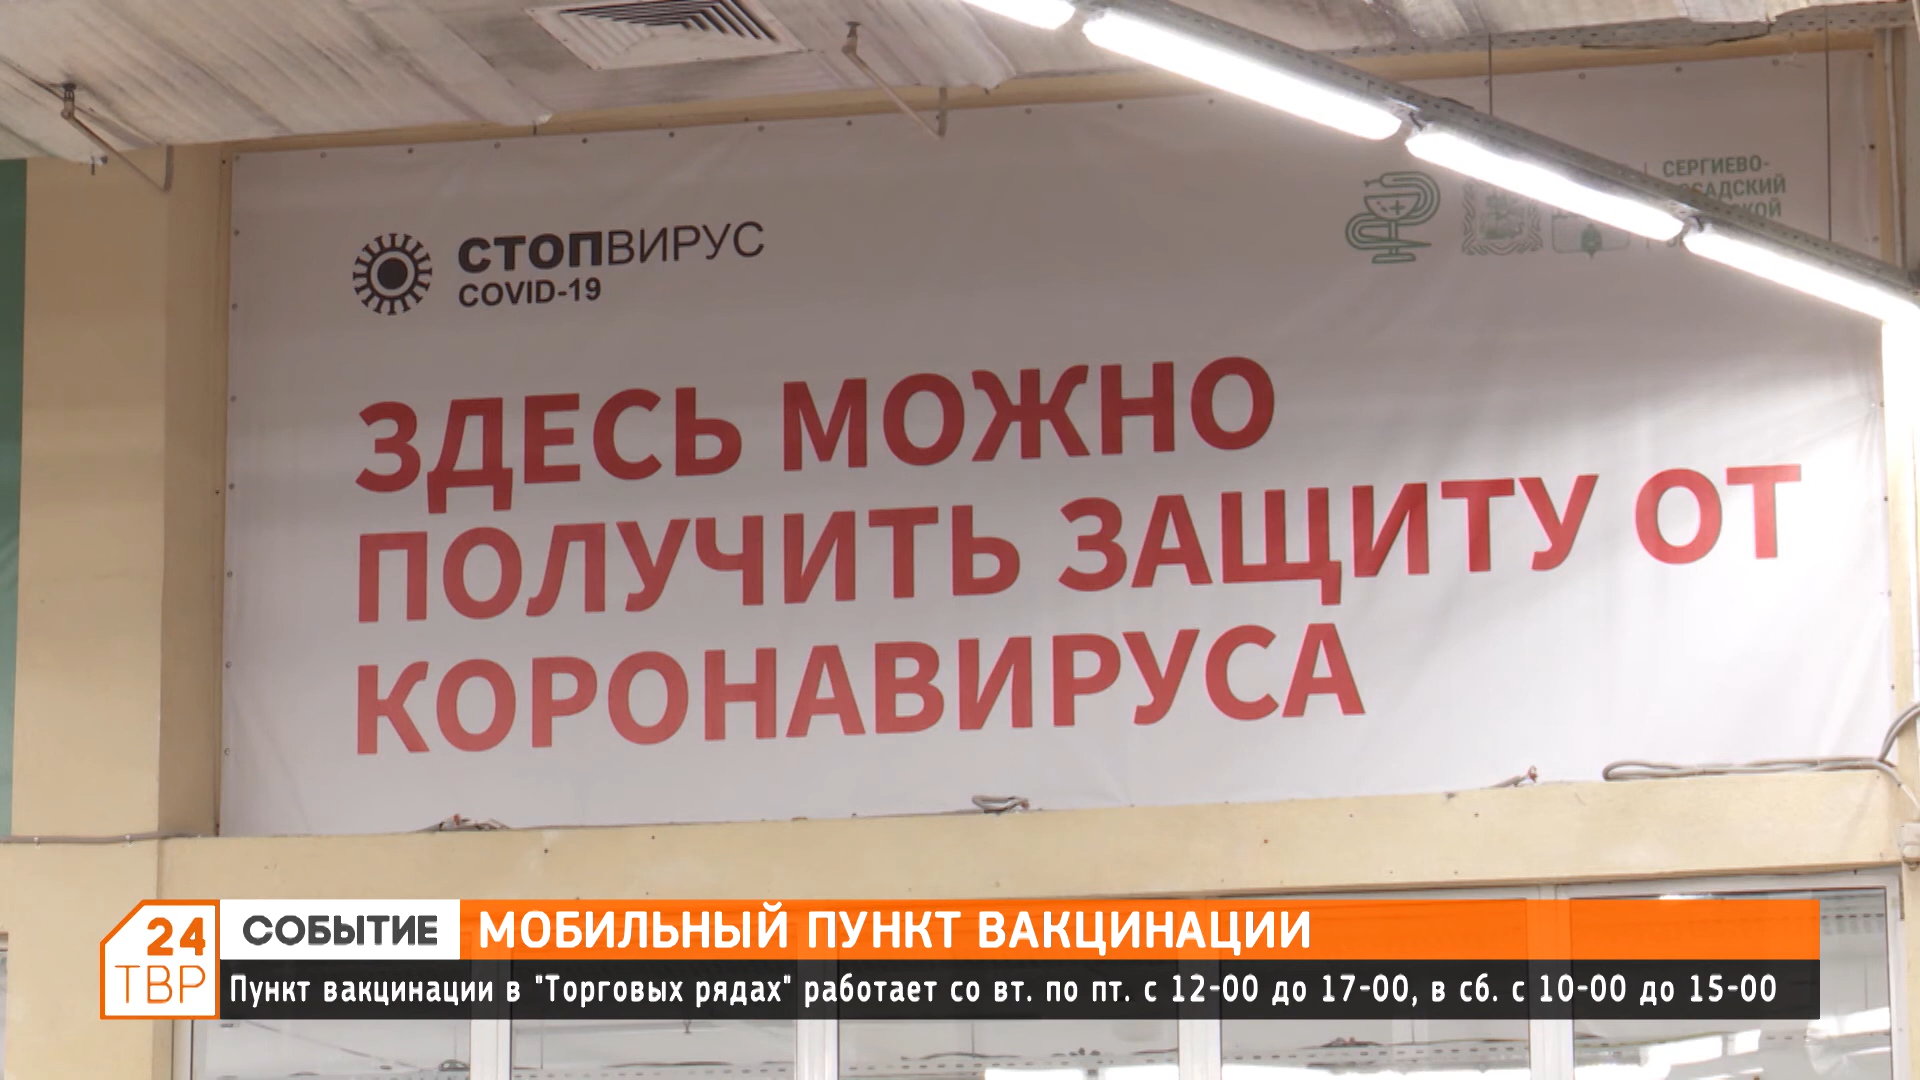 СЕРГИЕВО-
СТОПВИРУС
COVID-19
ЗДЕСЬ МОЖНО
ПОЛУЧИТЬ ЗАЩИТУ ОТ
КОРОНАВИРУСА
24
ТВР
СОБЫТИЕ
МОБИЛЬНЫЙ ПУНКТ ВАКЦИНАЦИИ
Пункт вакцинации в "Торговых рядах" работает со вт. по пт. с 12-00 до 17-00, в сб. с 10-00 до 15-00